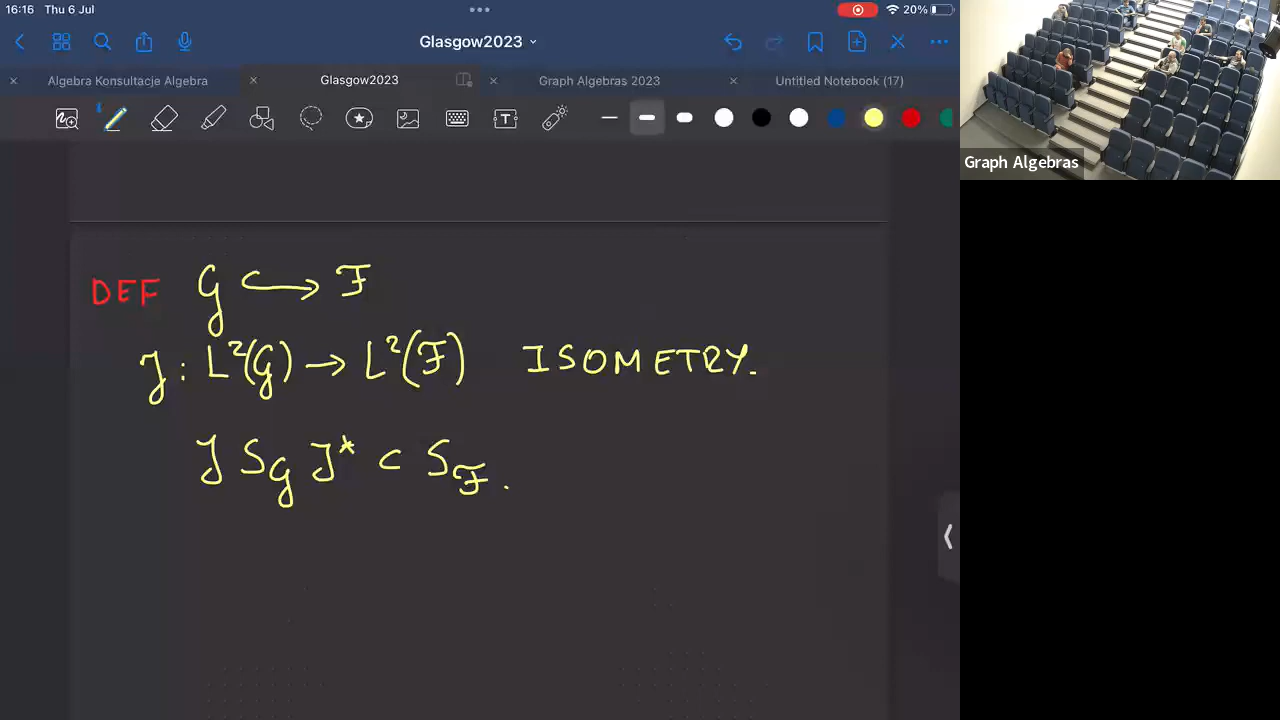 16:16 Thu 6 Jul
20%
Glasgow2023
Algebra Konsultacje Algebra
Glasgow2023
Graph Algebras 2023
Untitled Notebook (17)
Graph Algebras
DEF G ↪ F
J : L²(G) → L²(F) ISOMETRY.
J S_G J* ⊂ S_F .